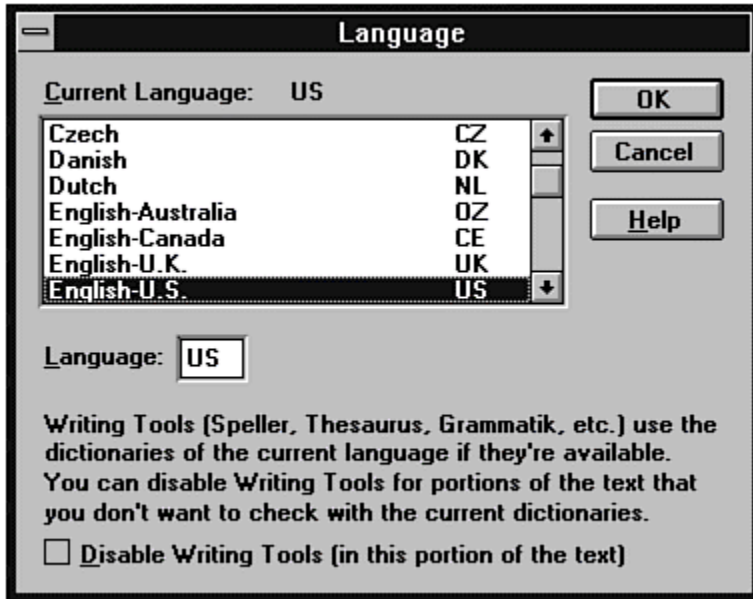 Language
Current Language: US
OK
Czech CZ
Danish DK
Cancel
Dutch NL
English-Australia OZ
Help
English-Canada CE
English-U.K. UK
English-U.S. US
Language: US
Writing Tools (Speller, Thesaurus, Grammatik, etc.) use the
dictionaries of the current language if they're available.
You can disable Writing Tools for portions of the text that
you don't want to check with the current dictionaries.
Disable Writing Tools (in this portion of the text)